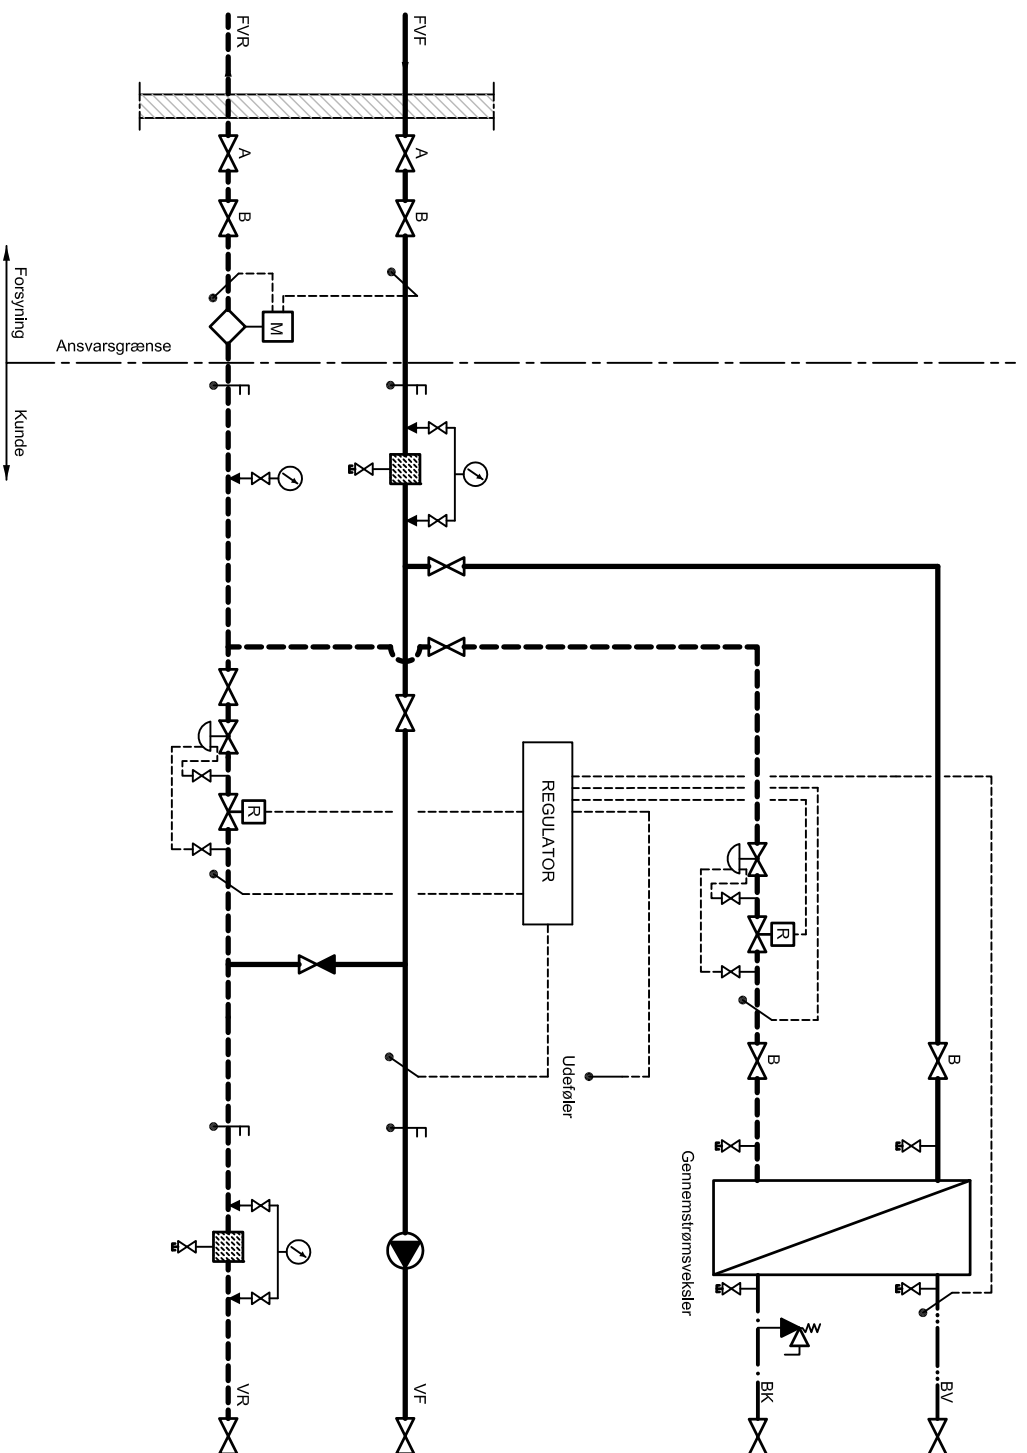 FVR
FVF
A
A
B
B
Forsyning
M
Ansvarsgrænse
Kunde
REGULATOR
R
R
Udeføler
B
B
Gennemstrømsveksler
VR
VF
BK
BV